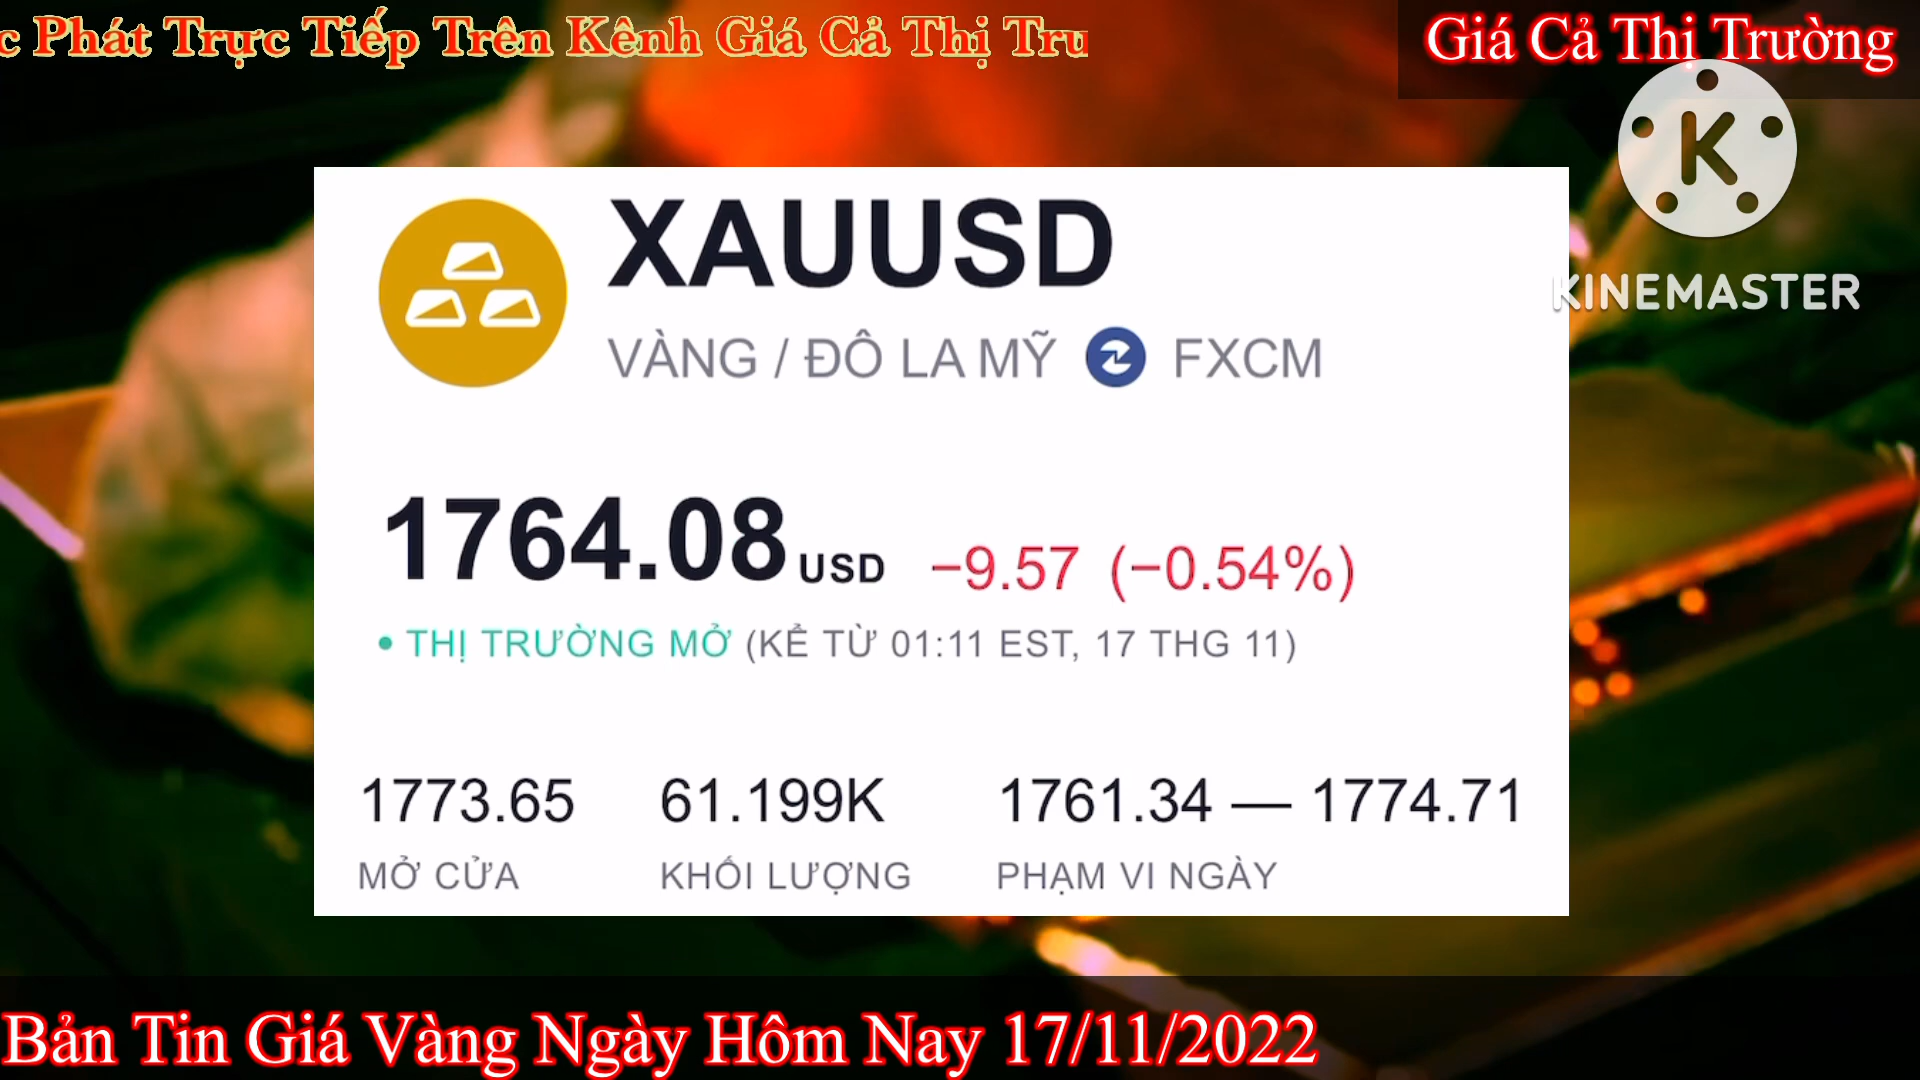 Phát Trực Tiếp Trên Kênh Giá Cả Thị
Giá Cả Thị Trường
K
KINEMASTER
XAUUSD
VÀNG / ĐÔ LA MỸ FXCM
1764.08 USD −9.57 (−0.54%)
• THỊ TRƯỜNG MỞ (KỂ TỪ 01:11 EST, 17 THG 11)
1773.65 61.199K 1761.34 — 1774.71
MỞ CỬA KHỐI LƯỢNG PHẠM VI NGÀY
Bản Tin Giá Vàng Ngày Hôm Nay 17/11/2022